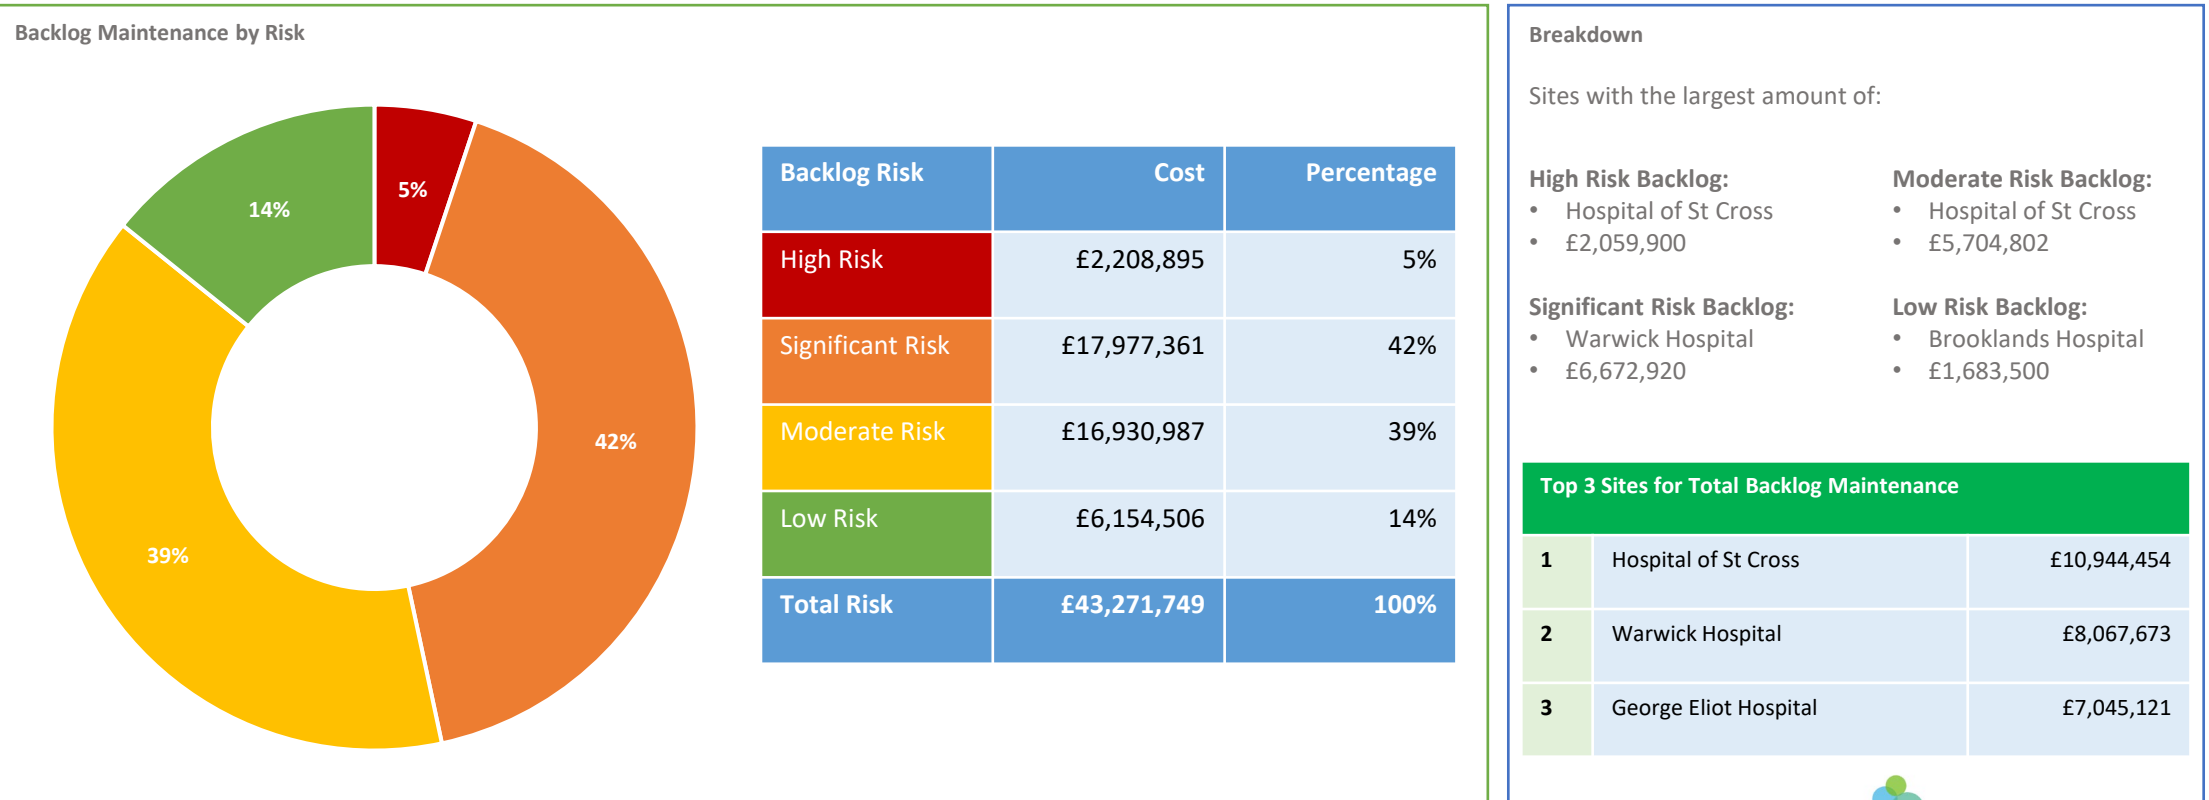 Backlog Maintenance by Risk
5%
14%
42%
39%
Backlog Risk Cost Percentage
High Risk £2,208,895 5%
Significant Risk £17,977,361 42%
Moderate Risk £16,930,987 39%
Low Risk £6,154,506 14%
Total Risk £43,271,749 100%
Breakdown
Sites with the largest amount of:
High Risk Backlog:
• Hospital of St Cross
• £2,059,900
Moderate Risk Backlog:
• Hospital of St Cross
• £5,704,802
Significant Risk Backlog:
• Warwick Hospital
• £6,672,920
Low Risk Backlog:
• Brooklands Hospital
• £1,683,500
Top 3 Sites for Total Backlog Maintenance
1 Hospital of St Cross £10,944,454
2 Warwick Hospital £8,067,673
3 George Eliot Hospital £7,045,121